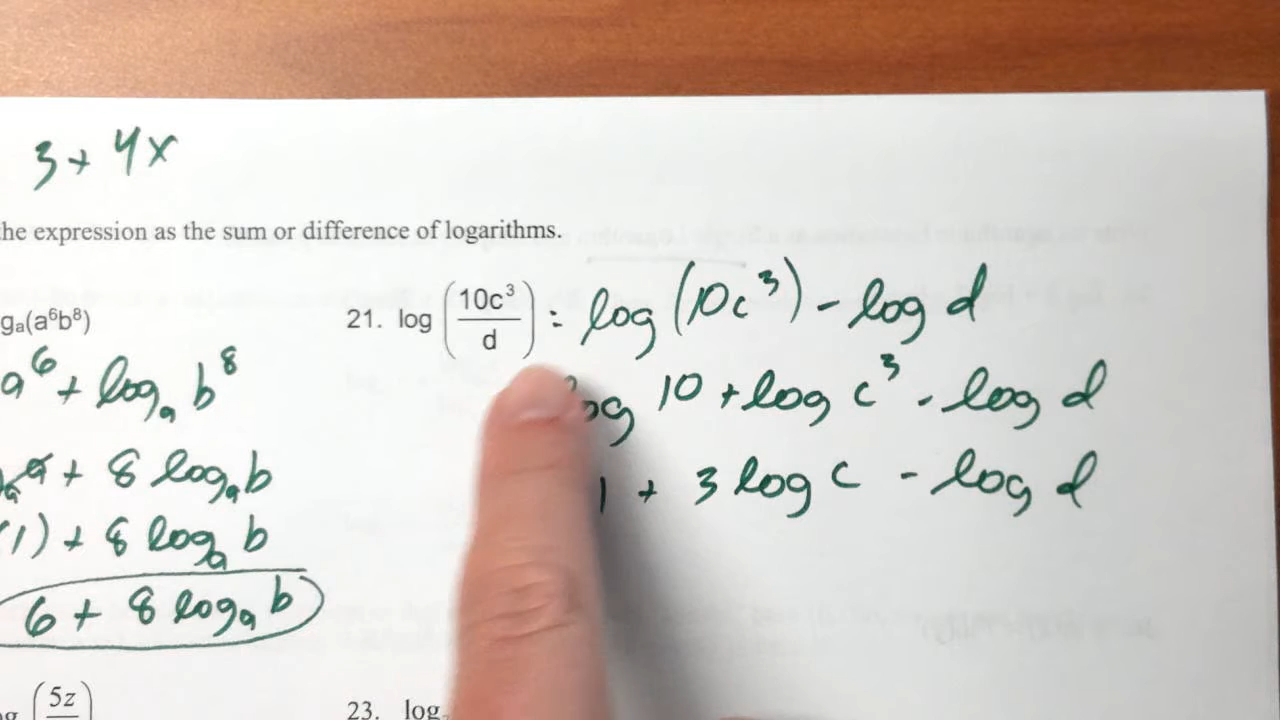 3 + 4x
the expression as the sum or difference of logarithms.
gₐ(a⁶b⁸)
a⁶ + logₐ b⁸
a + 8 logₐ b
(1) + 8 logₐ b
6 + 8 logₐ b
21. log (10c³/d) = log (10c³) - log d
log 10 + log c³ - log d
1 + 3 log c - log d
(5z
23. log